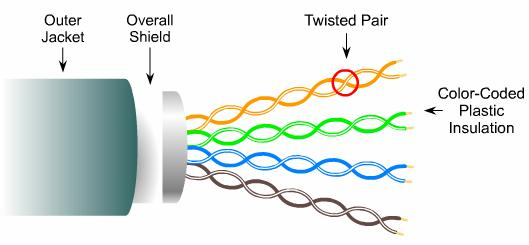 Outer
Jacket
Overall
Shield
Twisted Pair
Color-Coded
Plastic
Insulation